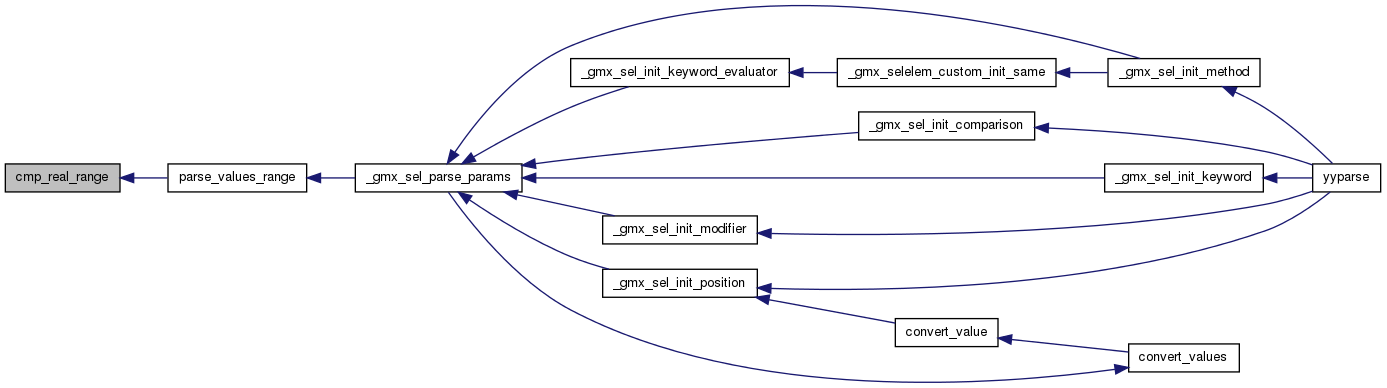 _gmx_sel_init_keyword_evaluator
_gmx_selelem_custom_init_same
_gmx_sel_init_method
_gmx_sel_init_comparison
cmp_real_range
parse_values_range
_gmx_sel_parse_params
_gmx_sel_init_keyword
yyparse
_gmx_sel_init_modifier
_gmx_sel_init_position
convert_value
convert_values